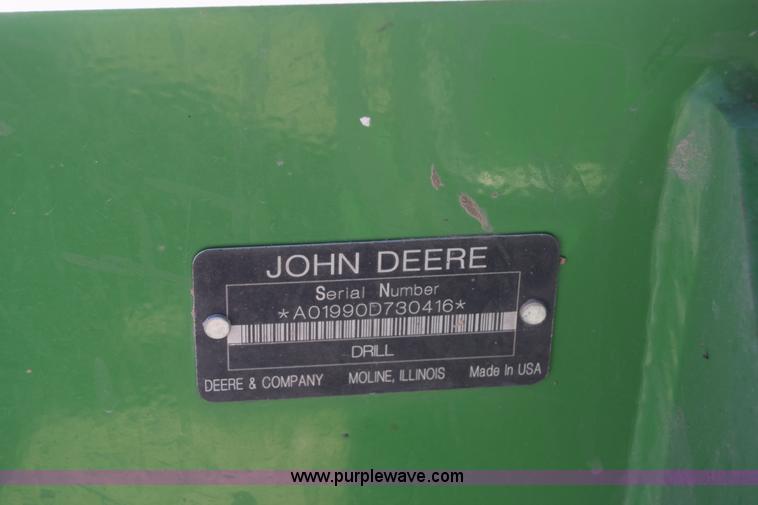 JOHN DEERE
Serial Number
*A01990D730416*
DRILL
DEERE & COMPANY MOLINE, ILLINOIS Made In USA
www.purplewave.com